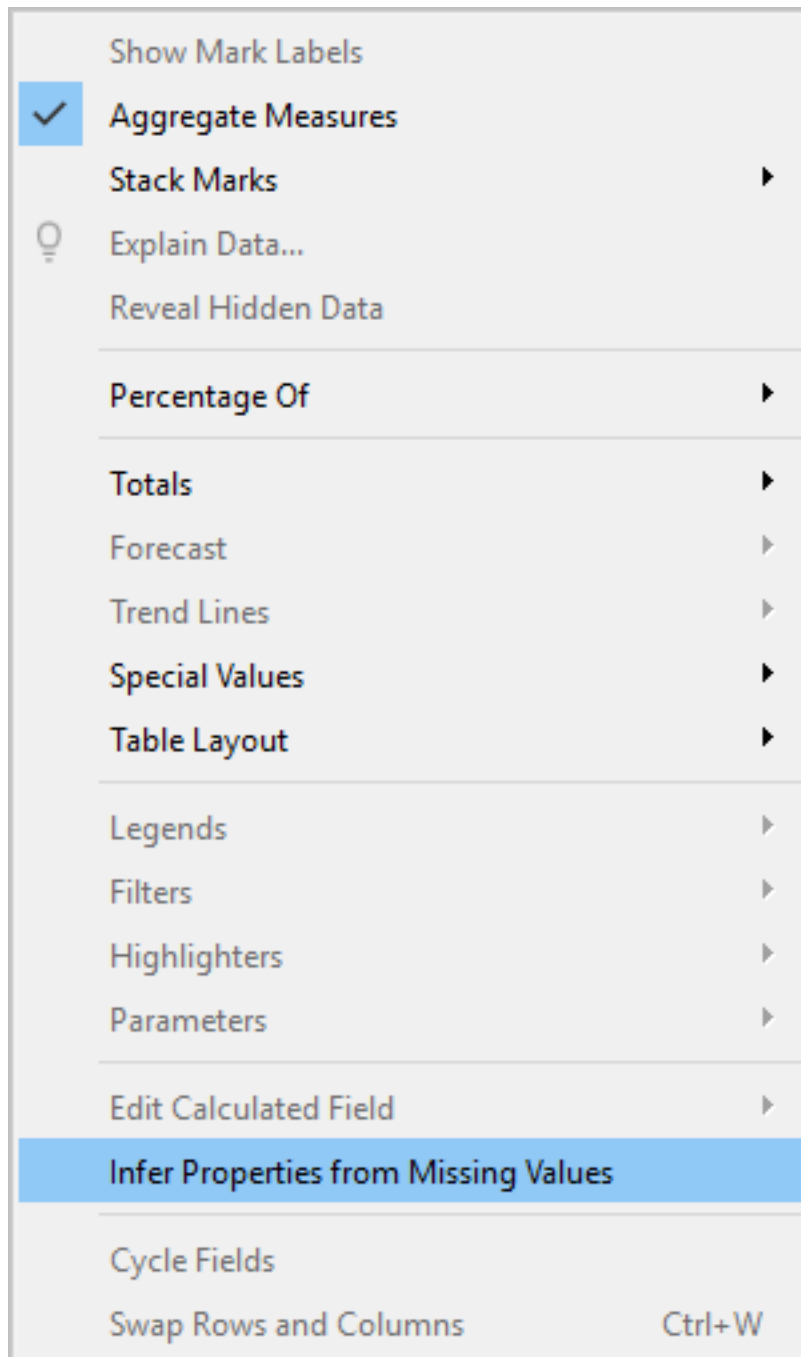 Show Mark Labels
Aggregate Measures
Stack Marks
Explain Data...
Reveal Hidden Data
Percentage Of
Totals
Forecast
Trend Lines
Special Values
Table Layout
Legends
Filters
Highlighters
Parameters
Edit Calculated Field
Infer Properties from Missing Values
Cycle Fields
Swap Rows and Columns Ctrl+W